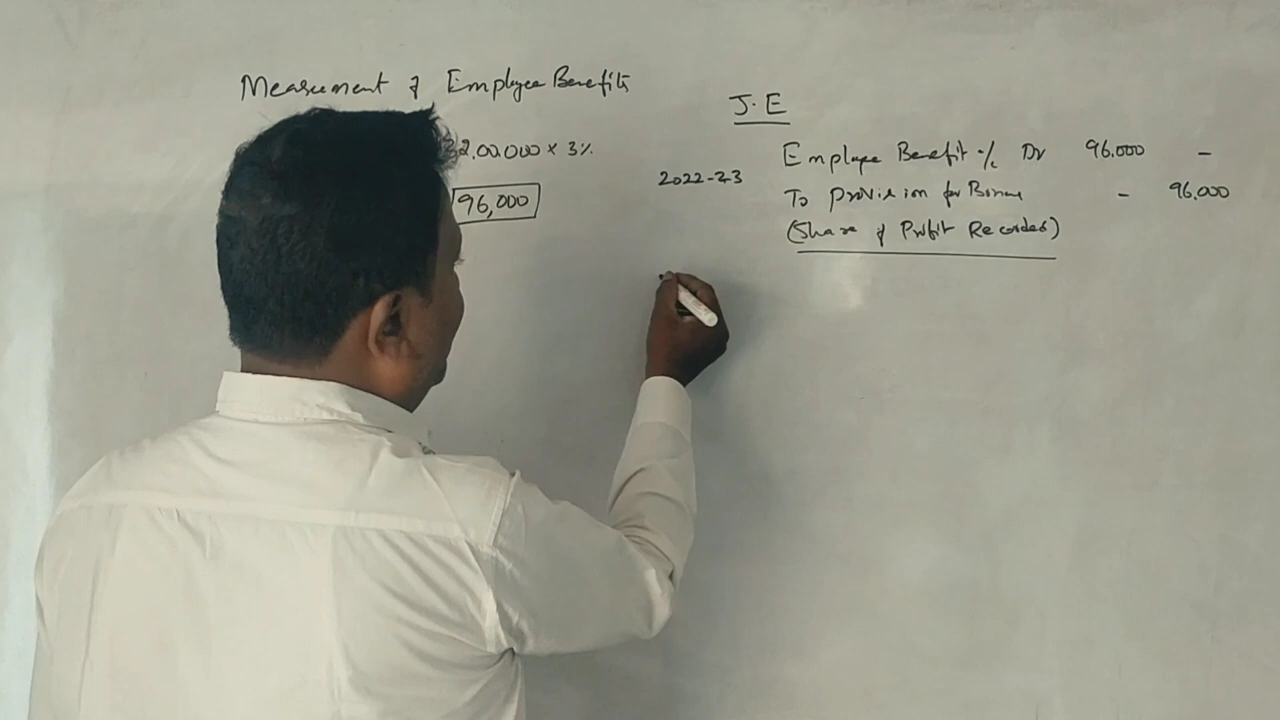 Measurement of Employee Benefits
32,00,000 × 3%
96,000
J.E
2022-23
Employee Benefit A/c Dr 96,000 -
To Provision for Bonus - 96,000
(Share of Profit Recorded)